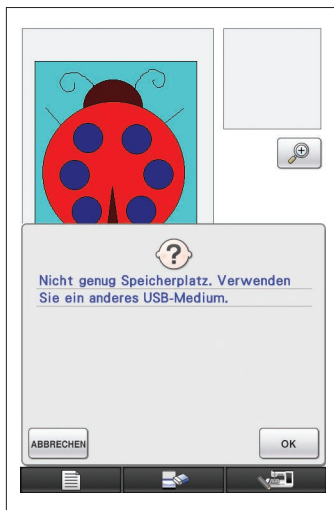 ?
Nicht genug Speicherplatz. Verwenden
Sie ein anderes USB-Medium.
ABBRECHEN
OK